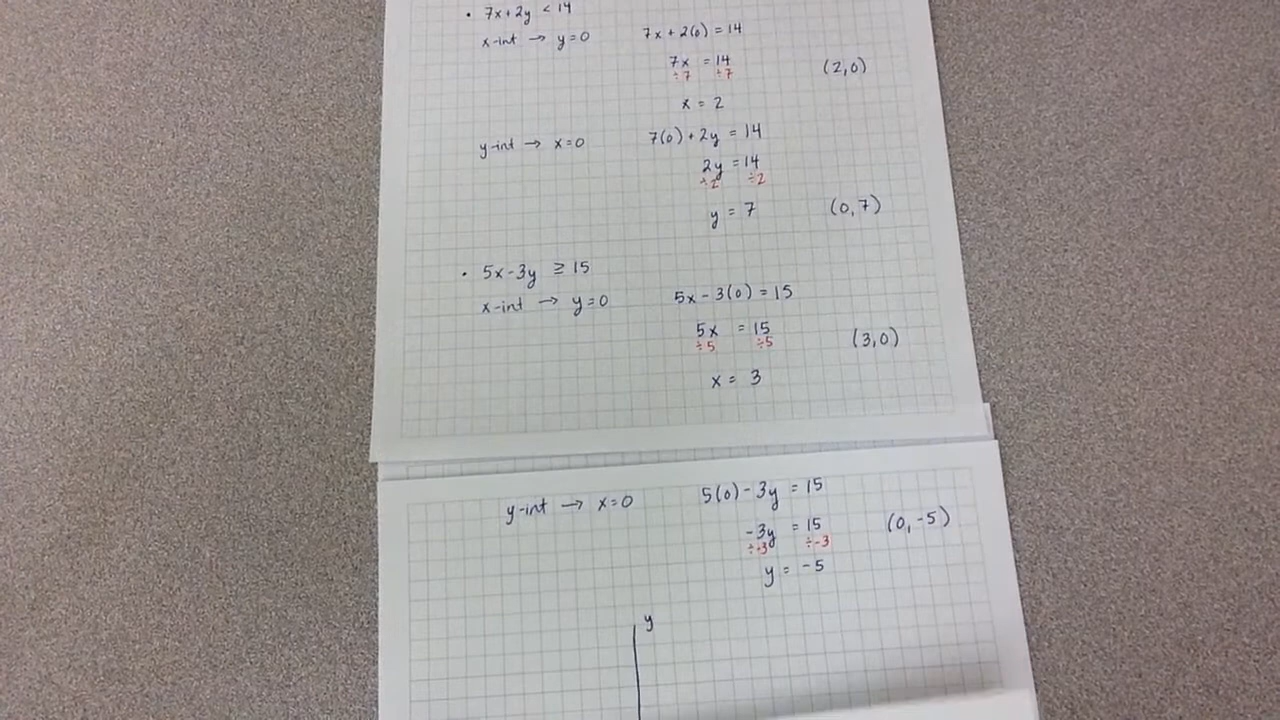 • 7x+2y < 14
x-int → y=0 7x + 2(0) = 14
7x = 14 (2,0)
÷7 ÷7
x = 2
y-int → x=0 7(0) + 2y = 14
2y = 14
÷2 ÷2
y = 7 (0,7)
• 5x-3y ≥ 15
x-int → y=0 5x - 3(0) = 15
5x = 15 (3,0)
÷5 ÷5
x = 3
y-int → x=0 5(0) - 3y = 15
-3y = 15 (0,-5)
÷-3 ÷-3
y = -5
y